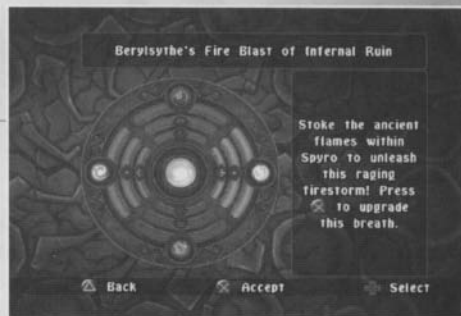 Berylsythe's Fire Blast of Infernal Ruin
Stoke the ancient
flames within
Spyro to unleash
this raging
firestorm! Press
to upgrade
this breath.
Back
Accept
Select